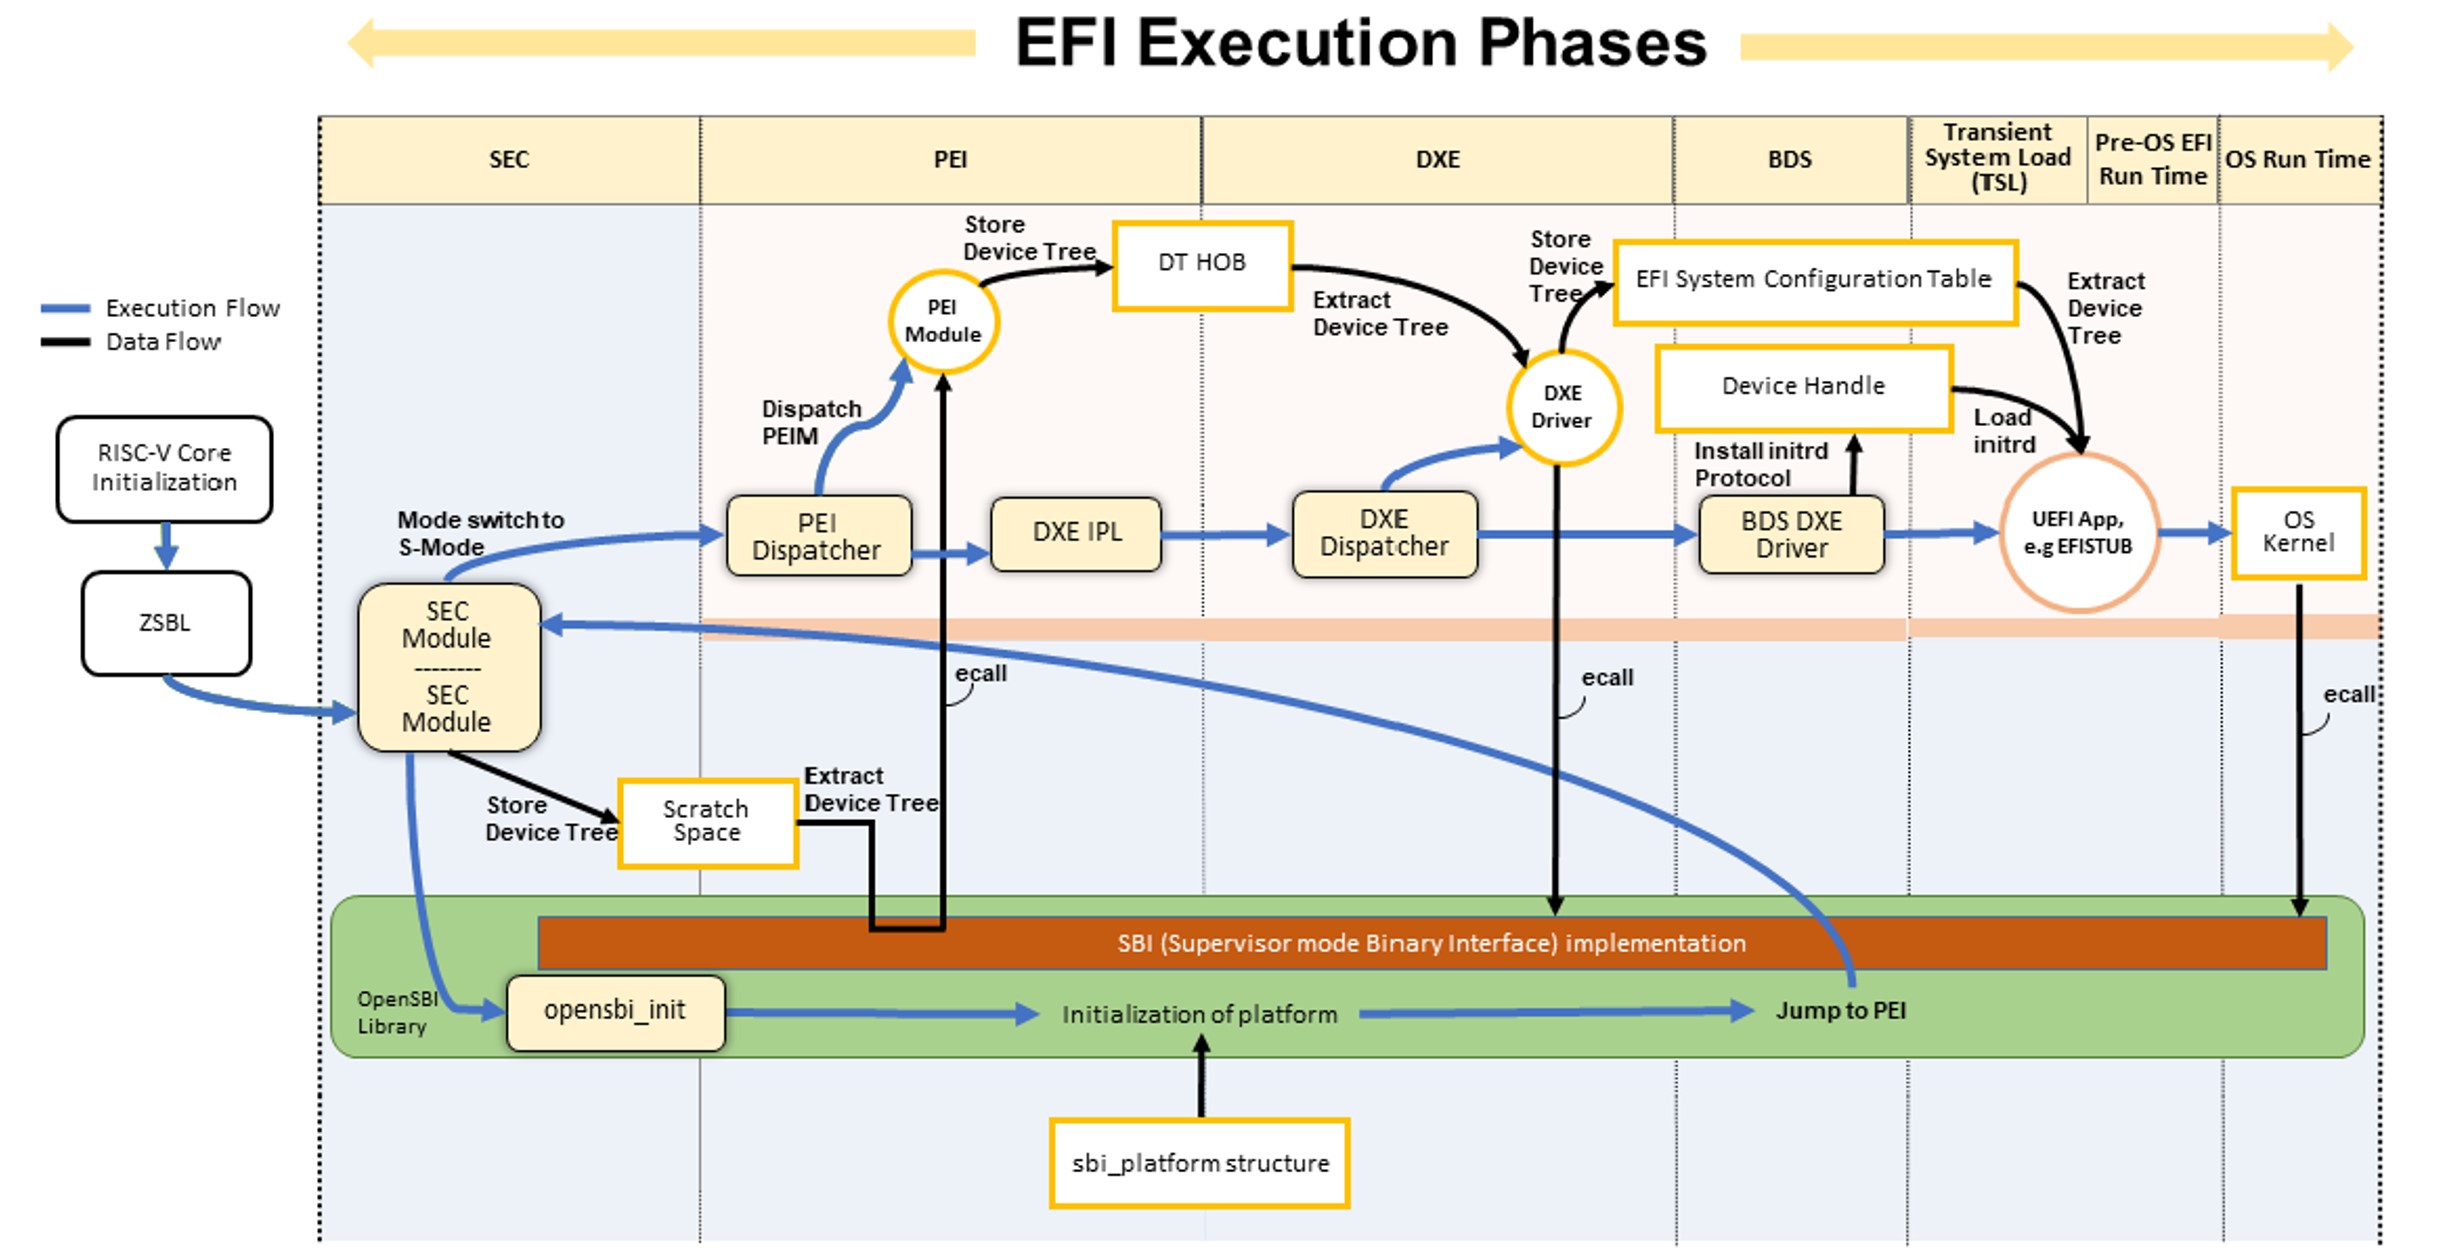 EFI Execution Phases
SEC
PEI
DXE
BDS
Transient
System Load
(TSL)
Pre-OS EFI
Run Time
OS Run Time
Execution Flow
Data Flow
RISC-V Core
Initialization
ZSBL
Mode switch to
S-Mode
SEC
Module
--------
SEC
Module
Store
Device Tree
Scratch
Space
Extract
Device Tree
Dispatch
PEIM
PEI
Dispatcher
PEI
Module
Store
Device Tree
DT HOB
Extract
Device Tree
DXE IPL
DXE
Dispatcher
DXE
Driver
Store
Device
Tree
EFI System Configuration Table
Extract
Device
Tree
Device Handle
Load
initrd
Install initrd
Protocol
BDS DXE
Driver
UEFI App,
e.g EFISTUB
OS
Kernel
ecall
ecall
ecall
SBI (Supervisor mode Binary Interface) implementation
OpenSBI
Library
opensbi_init
Initialization of platform
Jump to PEI
sbi_platform structure